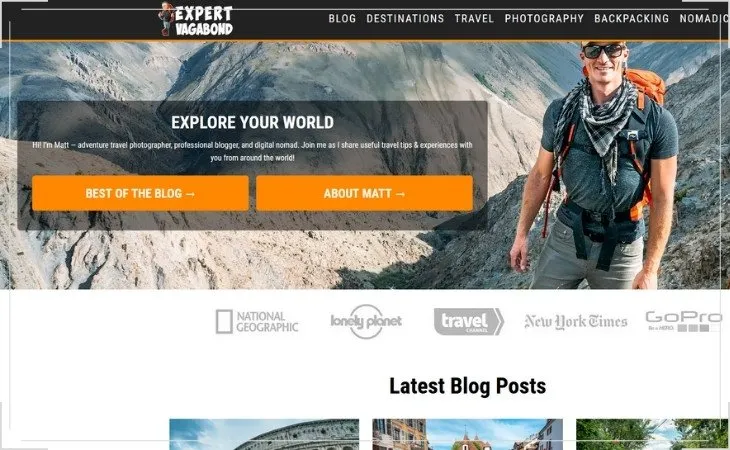 EXPERT
VAGABOND
BLOG DESTINATIONS TRAVEL PHOTOGRAPHY BACKPACKING NOMADIC
EXPLORE YOUR WORLD
Hi! I'm Matt – adventure travel photographer, professional blogger, and digital nomad. Join me as I share useful travel tips & experiences with
you from around the world!
BEST OF THE BLOG → ABOUT MATT →
NATIONAL
GEOGRAPHIC
lonely planet
travel
CHANNEL
New York Times
GoPro
Be a HERO.
Latest Blog Posts